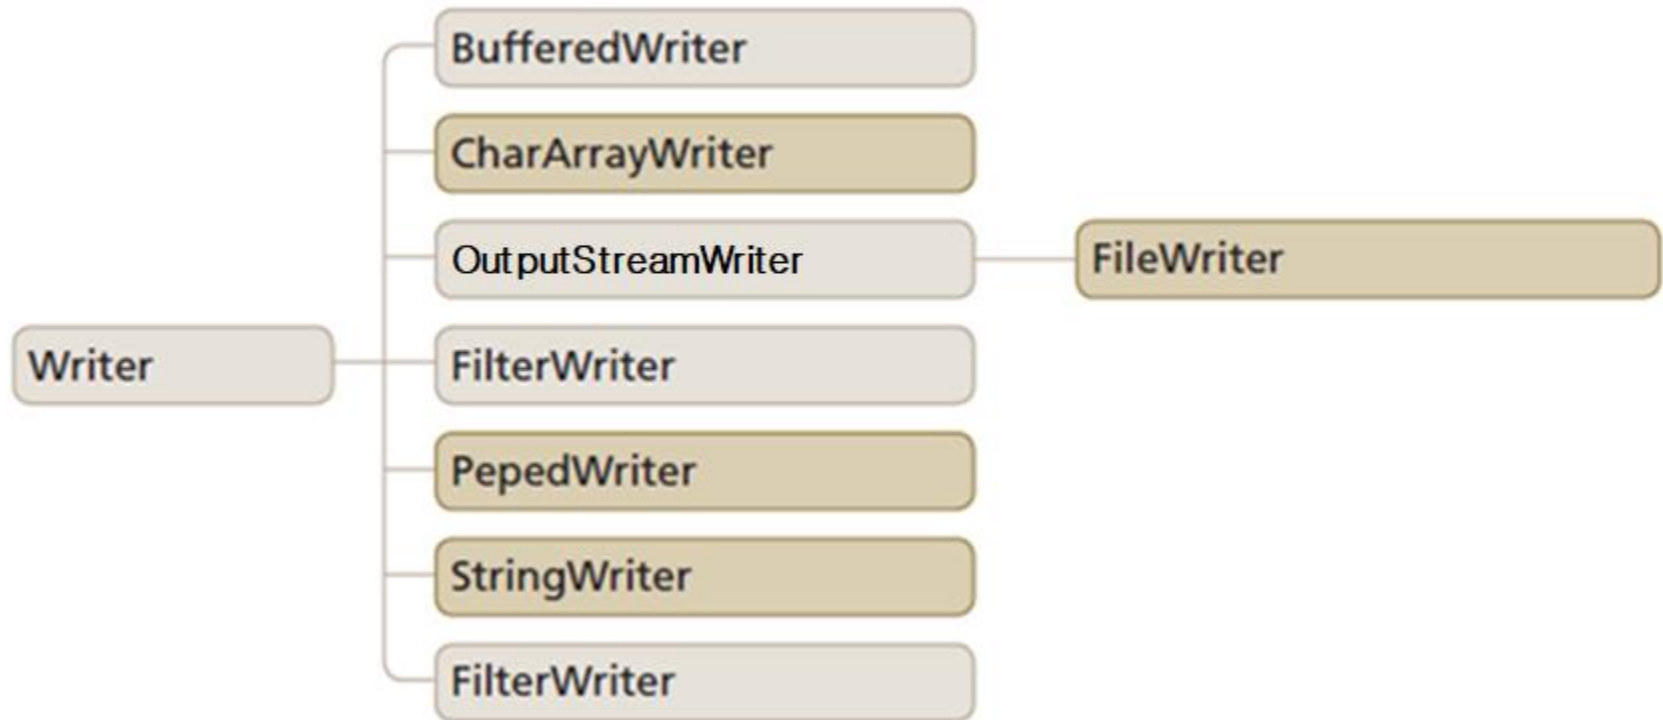 BufferedWriter
CharArrayWriter
OutputStreamWriter
FileWriter
Writer
FilterWriter
PepedWriter
StringWriter
FilterWriter